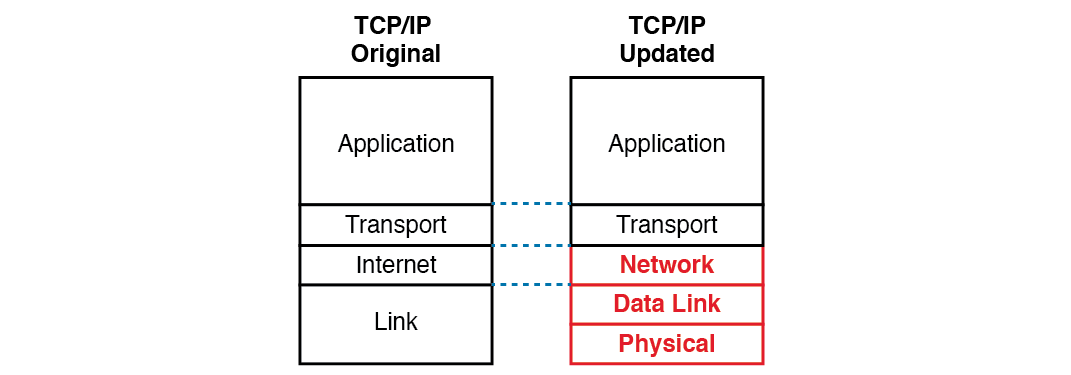 TCP/IP
Original
Application
Transport
Internet
Link
TCP/IP
Updated
Application
Transport
Network
Data Link
Physical